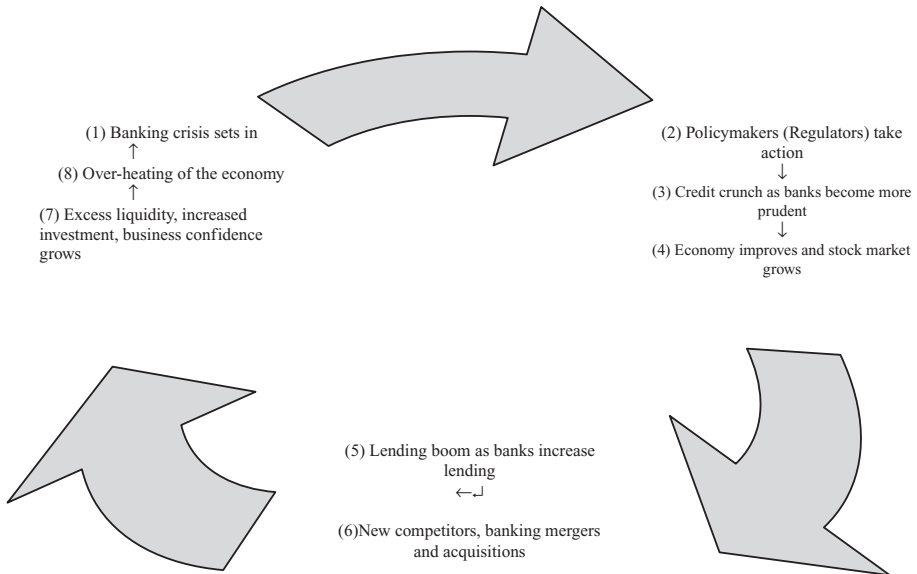 (1) Banking crisis sets in
↑
(8) Over-heating of the economy
↑
(7) Excess liquidity, increased
investment, business confidence
grows
(2) Policymakers (Regulators) take
action
↓
(3) Credit crunch as banks become more
prudent
↓
(4) Economy improves and stock market
grows
(5) Lending boom as banks increase
lending
←↲
(6)New competitors, banking mergers
and acquisitions